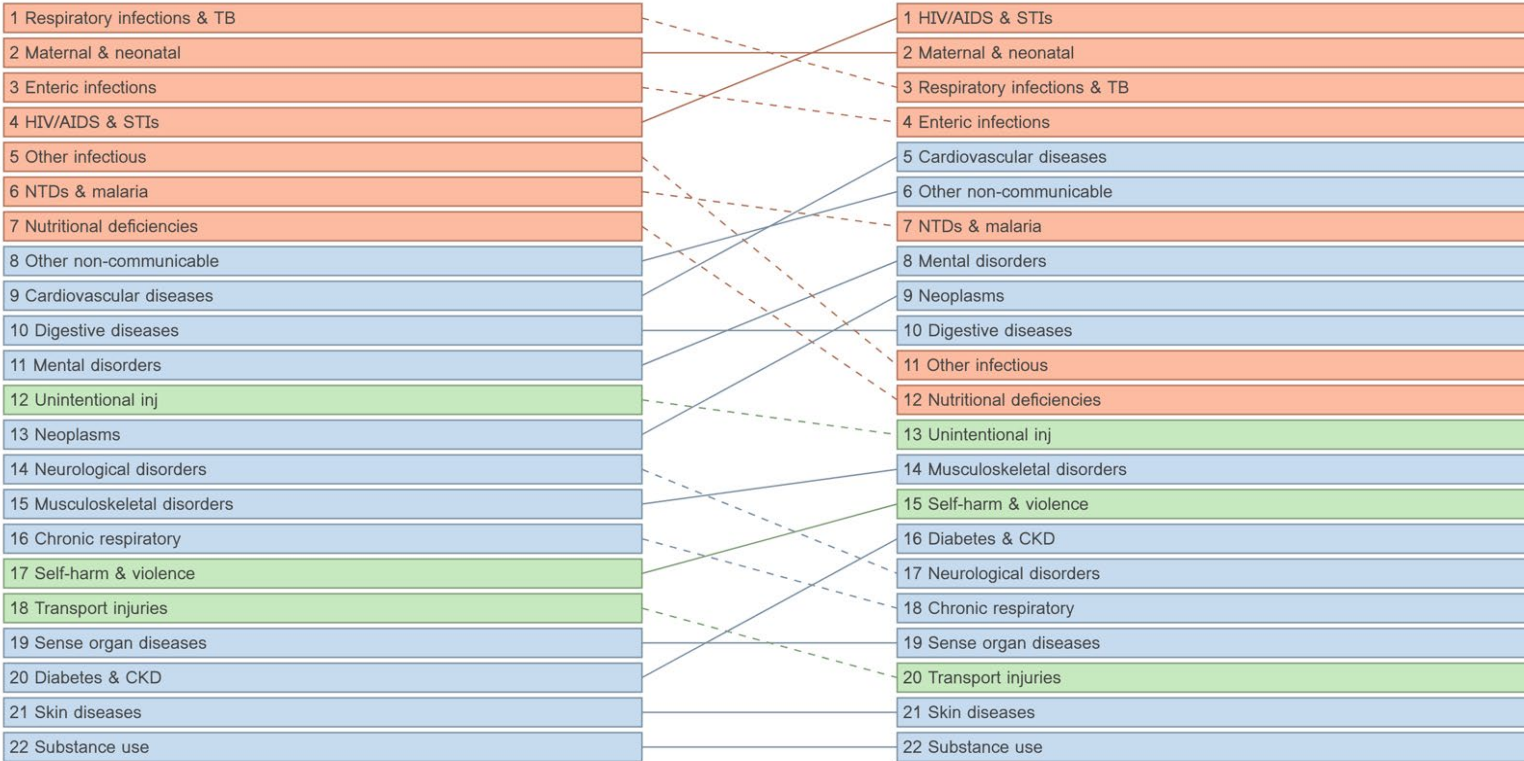 1 Respiratory infections & TB
2 Maternal & neonatal
3 Enteric infections
4 HIV/AIDS & STIs
5 Other infectious
6 NTDs & malaria
7 Nutritional deficiencies
8 Other non-communicable
9 Cardiovascular diseases
10 Digestive diseases
11 Mental disorders
12 Unintentional inj
13 Neoplasms
14 Neurological disorders
15 Musculoskeletal disorders
16 Chronic respiratory
17 Self-harm & violence
18 Transport injuries
19 Sense organ diseases
20 Diabetes & CKD
21 Skin diseases
22 Substance use
1 HIV/AIDS & STIs
2 Maternal & neonatal
3 Respiratory infections & TB
4 Enteric infections
5 Cardiovascular diseases
6 Other non-communicable
7 NTDs & malaria
8 Mental disorders
9 Neoplasms
10 Digestive diseases
11 Other infectious
12 Nutritional deficiencies
13 Unintentional inj
14 Musculoskeletal disorders
15 Self-harm & violence
16 Diabetes & CKD
17 Neurological disorders
18 Chronic respiratory
19 Sense organ diseases
20 Transport injuries
21 Skin diseases
22 Substance use